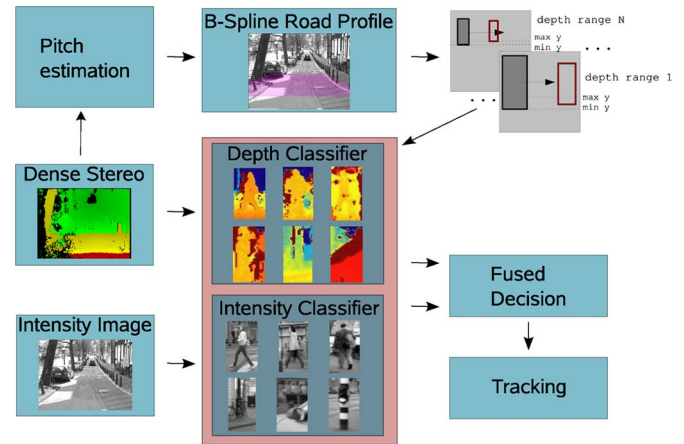 Pitch
estimation
B-Spline Road Profile
depth range N
max y
min y
. . .
depth range 1
max y
min y
. . .
Dense Stereo
Depth Classifier
Intensity Image
Intensity Classifier
Fused
Decision
Tracking